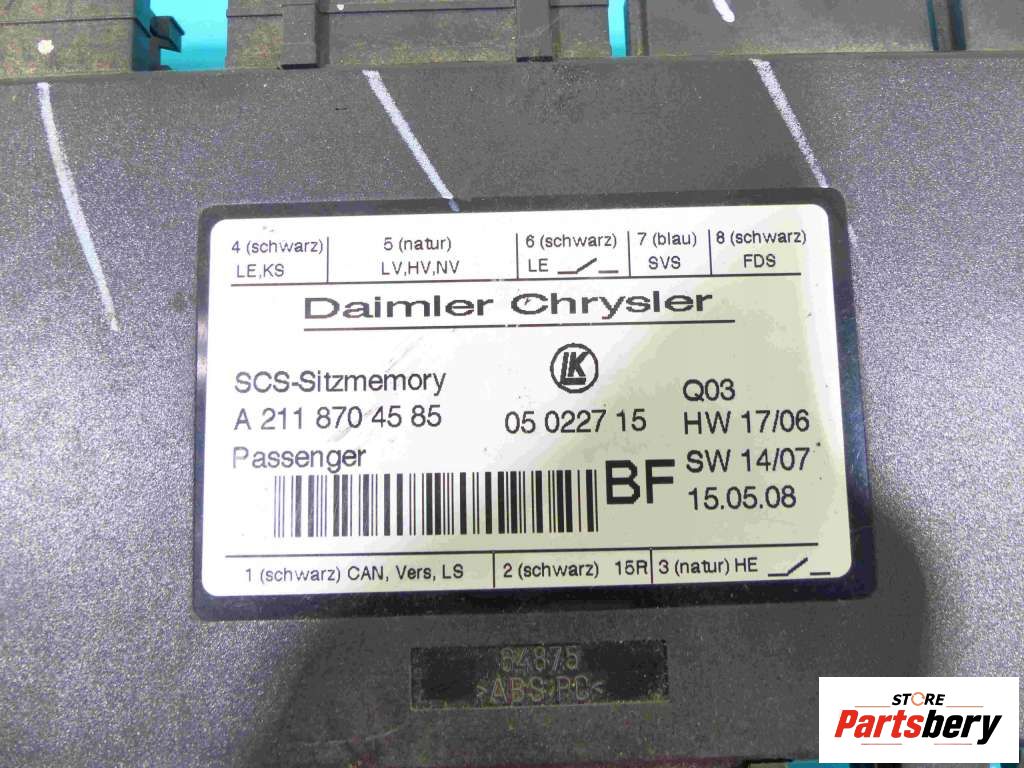 4 (schwarz) 5 (natur) 6 (schwarz) 7 (blau) 8 (schwarz)
LE,KS LV,HV,NV LE SVS FDS
Daimler Chrysler
LK
SCS-Sitzmemory Q03
A 211 870 45 85 05 0227 15 HW 17/06
Passenger SW 14/07
BF 15.05.08
1 (schwarz) CAN, Vers, LS 2 (schwarz) 15R 3 (natur) HE
64875
>ABS PC<
STORE
Partsbery